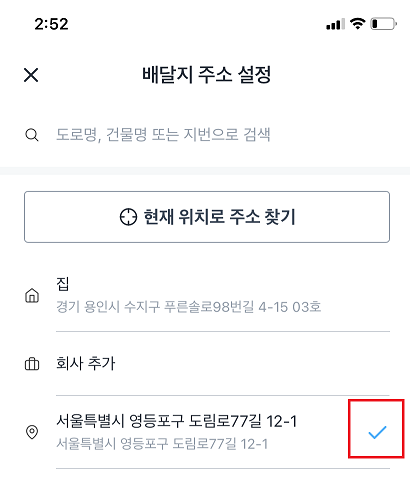 2:52
배달지 주소 설정
도로명, 건물명 또는 지번으로 검색
현재 위치로 주소 찾기
집
경기 용인시 수지구 푸른솔로98번길 4-15 03호
회사 추가
서울특별시 영등포구 도림로77길 12-1
서울특별시 영등포구 도림로77길 12-1